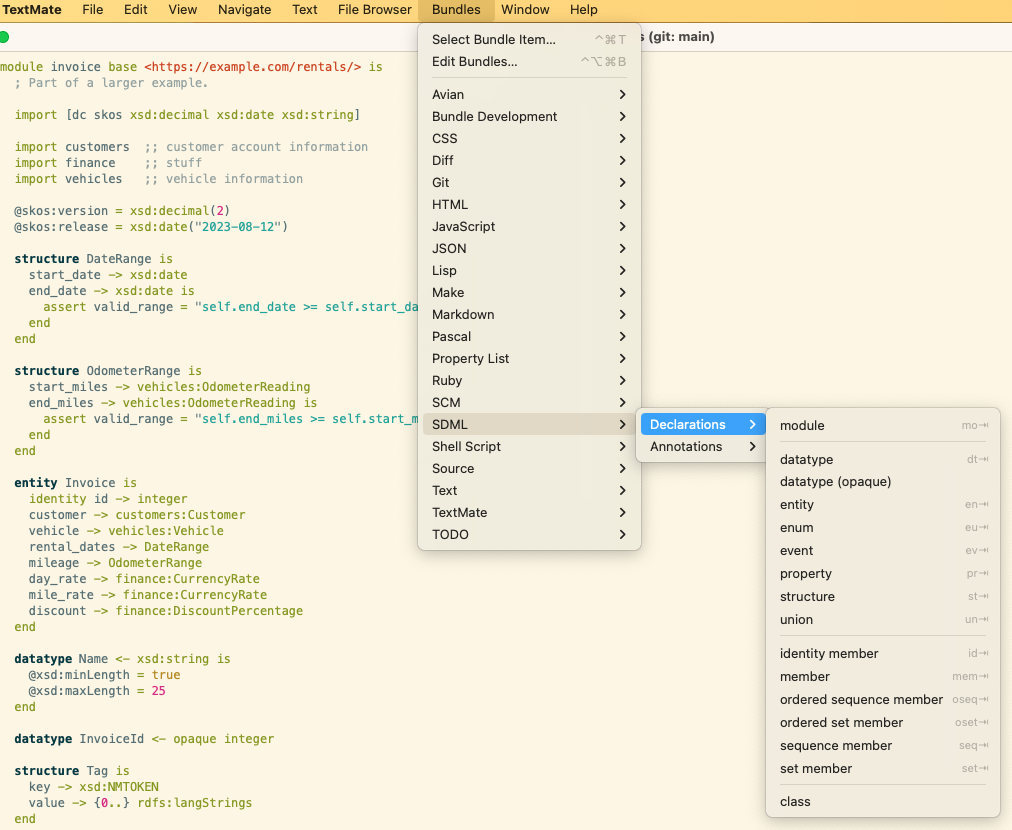 TextMate File Edit View Navigate Text File Browser Bundles Window Help
s (git: main)
module invoice base <https://example.com/rentals/> is
; Part of a larger example.
import [dc skos xsd:decimal xsd:date xsd:string]
import customers ;; customer account information
import finance ;; stuff
import vehicles ;; vehicle information
@skos:version = xsd:decimal(2)
@skos:release = xsd:date("2023-08-12")
structure DateRange is
start_date -> xsd:date
end_date -> xsd:date is
assert valid_range = "self.end_date >= self.start_da
end
end
structure OdometerRange is
start_miles -> vehicles:OdometerReading
end_miles -> vehicles:OdometerReading is
assert valid_range = "self.end_miles >= self.start_m
end
end
entity Invoice is
identity id -> integer
customer -> customers:Customer
vehicle -> vehicles:Vehicle
rental_dates -> DateRange
mileage -> OdometerRange
day_rate -> finance:CurrencyRate
mile_rate -> finance:CurrencyRate
discount -> finance:DiscountPercentage
end
datatype Name <- xsd:string is
@xsd:minLength = true
@xsd:maxLength = 25
end
datatype InvoiceId <- opaque integer
structure Tag is
key -> xsd:NMTOKEN
value -> {0..} rdfs:langStrings
end
Select Bundle Item... ^⌘T
Edit Bundles... ^⌥⌘B
Avian
Bundle Development
CSS
Diff
Git
HTML
JavaScript
JSON
Lisp
Make
Markdown
Pascal
Property List
Ruby
SCM
SDML
Shell Script
Source
Text
TextMate
TODO
Declarations
Annotations
module mo⇥
datatype dt⇥
datatype (opaque)
entity en⇥
enum eu⇥
event ev⇥
property pr⇥
structure st⇥
union un⇥
identity member id⇥
member mem⇥
ordered sequence member oseq⇥
ordered set member oset⇥
sequence member seq⇥
set member set⇥
class